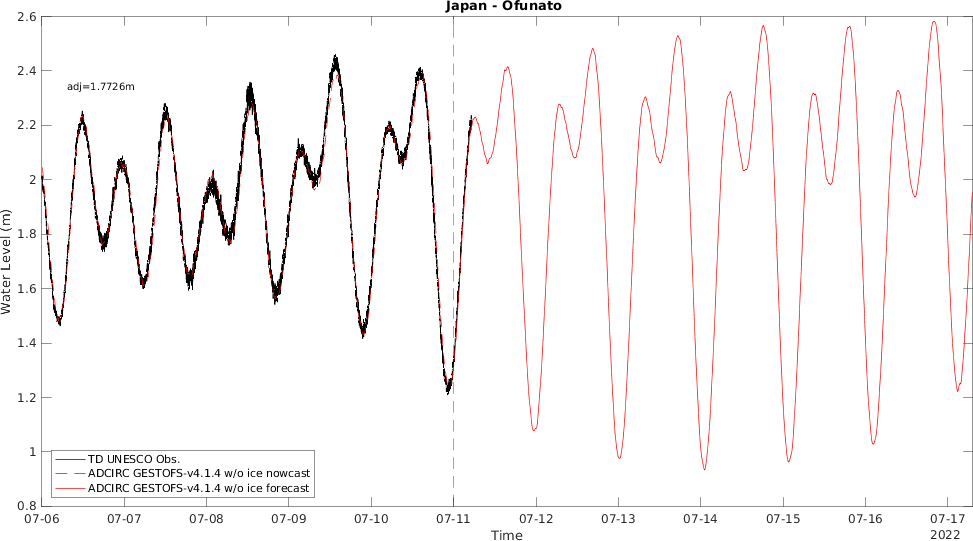 Japan - Ofunato
2.6
2.4
2.2
2
1.8
1.6
1.4
1.2
1
0.8
Water Level (m)
adj=1.7726m
TD UNESCO Obs.
ADCIRC GESTOFS-v4.1.4 w/o ice nowcast
ADCIRC GESTOFS-v4.1.4 w/o ice forecast
07-06 07-07 07-08 07-09 07-10 07-11 07-12 07-13 07-14 07-15 07-16 07-17
2022
Time